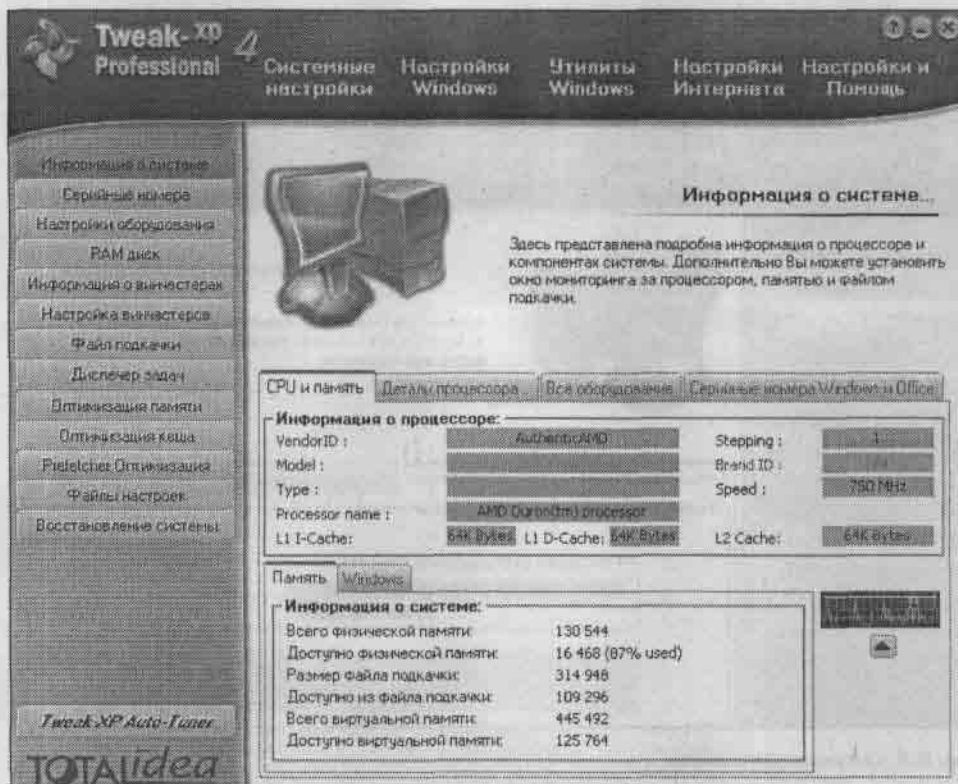 Tweak-XP
Professional 4
Системные настройки
Настройки Windows
Утилиты Windows
Настройки Интернета
Настройки и Помощь
Информация о системе
Серийные номера
Настройки оборудования
RAM диск
Информация о винчестерах
Настройка винчестеров
Файл подкачки
Диспечер задач
Оптимизация памяти
Оптимизация кеша
Prefetcher Оптимизация
Файлы настроек
Восстановление системы
Tweak-XP Auto-Tuner
TOTALidea
Информация о системе...
Здесь представлена подробна информация о процессоре и
компонентах системы. Дополнительно Вы можете установить
окно мониторинга за процессором, памятью и файлом
подкачки.
CPU и память
Детали процессора...
Все оборудование
Серийные номера Windows и Office
Информация о процессоре:
VendorID : AuthenticAMD Stepping : 1
Model : Brand ID :
Type : Speed : 750 MHz
Processor name : AMD Duron(tm) processor
L1 I-Cache: 64K Bytes L1 D-Cache: 64K Bytes L2 Cache: 64K Bytes
Память Windows
Информация о системе:
Всего физической памяти: 130 544
Доступно физической памяти: 16 468 (87% used)
Размер файла подкачки: 314 948
Доступно из файла подкачки: 109 296
Всего виртуальной памяти: 445 492
Доступно виртуальной памяти: 125 764